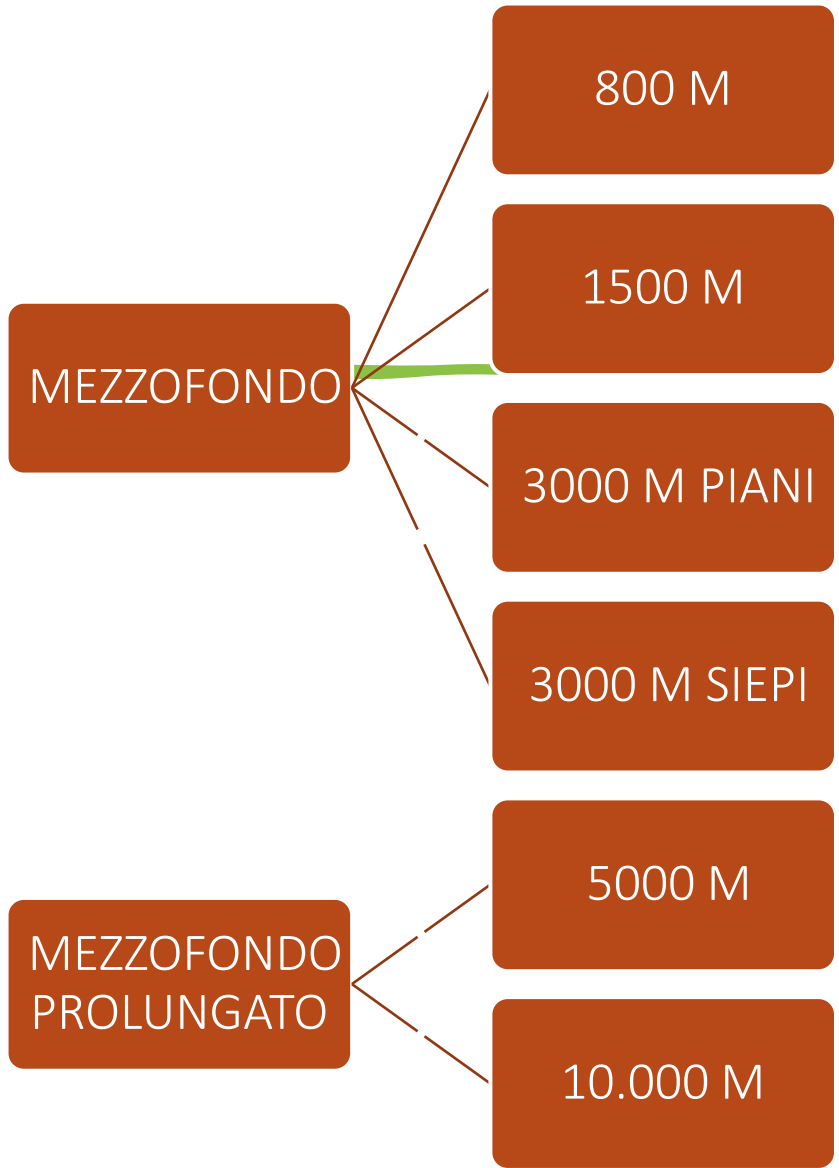 MEZZOFONDO
800 M
1500 M
3000 M PIANI
3000 M SIEPI
MEZZOFONDO
PROLUNGATO
5000 M
10.000 M